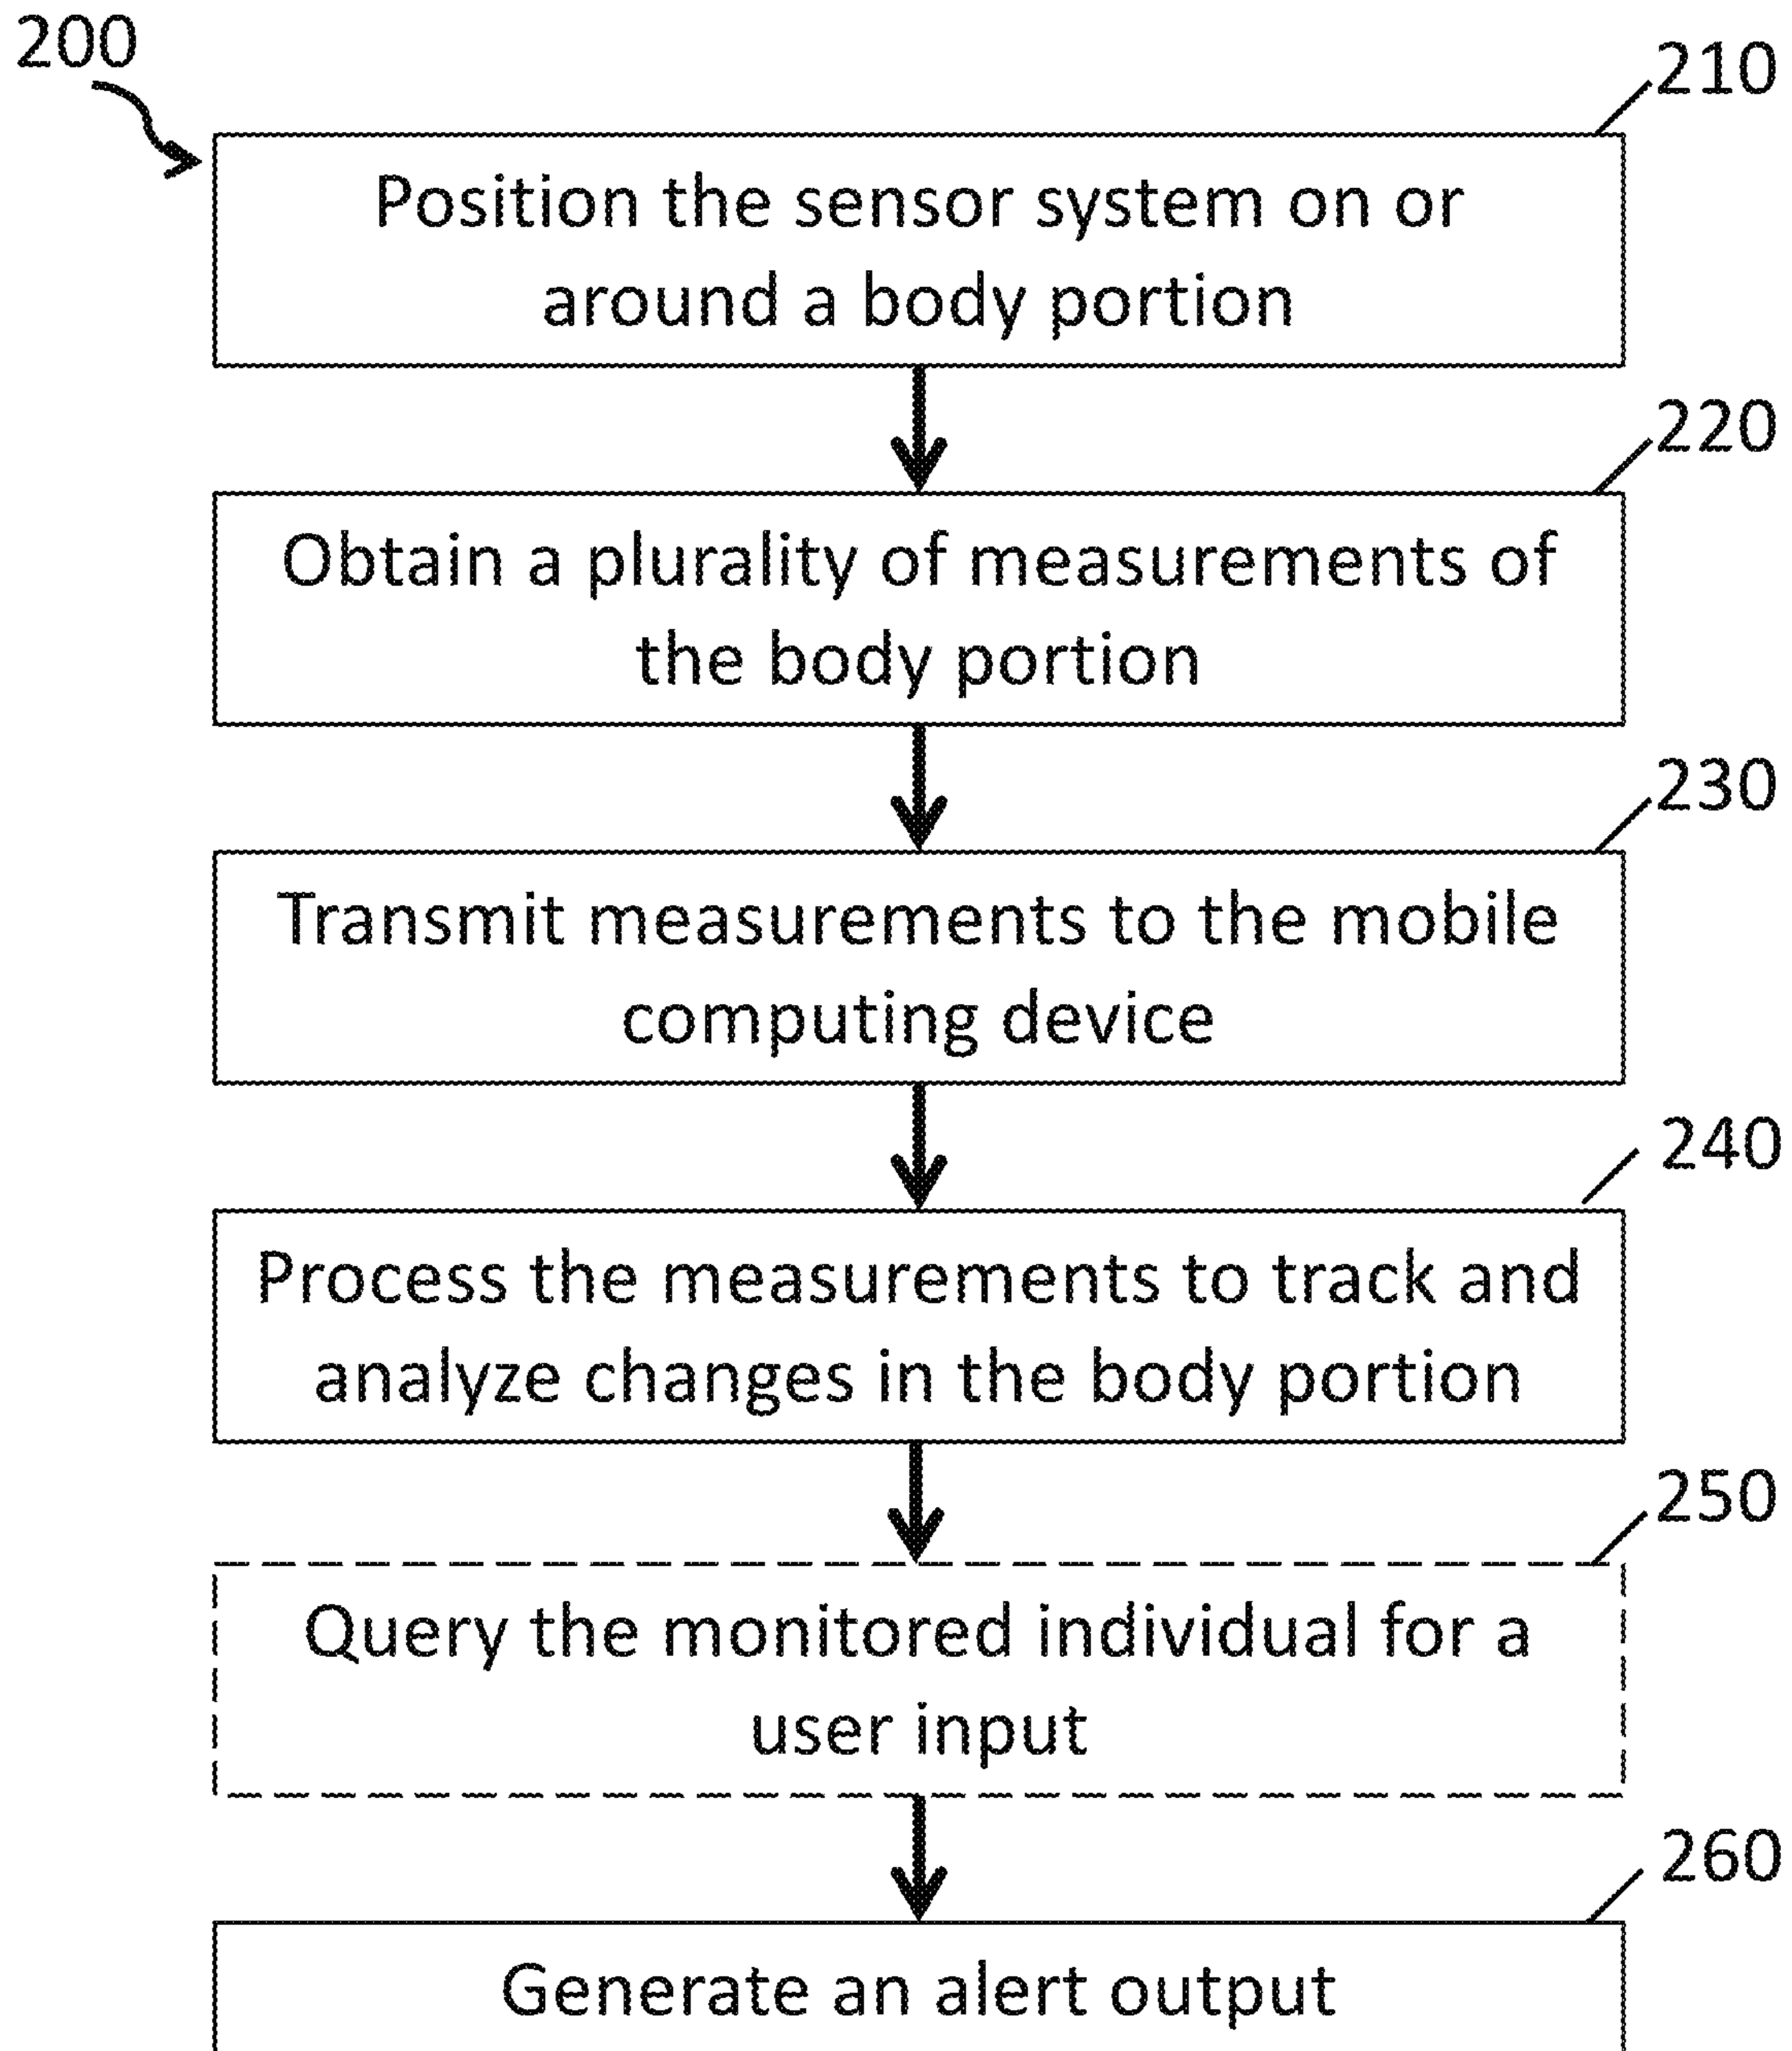 200
210
Position the sensor system on or
around a body portion
220
Obtain a plurality of measurements of
the body portion
230
Transmit measurements to the mobile
computing device
240
Process the measurements to track and
analyze changes in the body portion
250
Query the monitored individual for a
user input
260
Generate an alert output